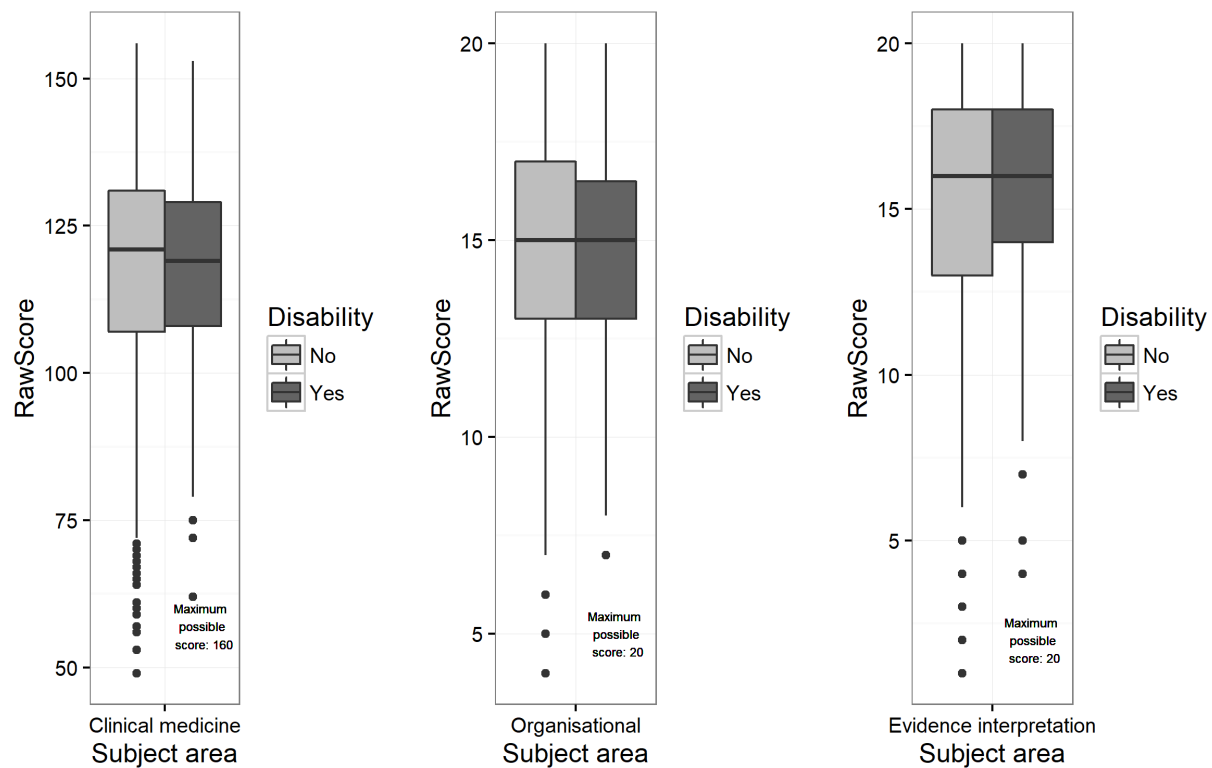 RawScore
150
125
100
75
50
Maximum
possible
score: 160
Clinical medicine
Subject area
Disability
No
Yes
RawScore
20
15
10
5
Maximum
possible
score: 20
Organisational
Subject area
Disability
No
Yes
RawScore
20
15
10
5
Maximum
possible
score: 20
Evidence interpretation
Subject area
Disability
No
Yes